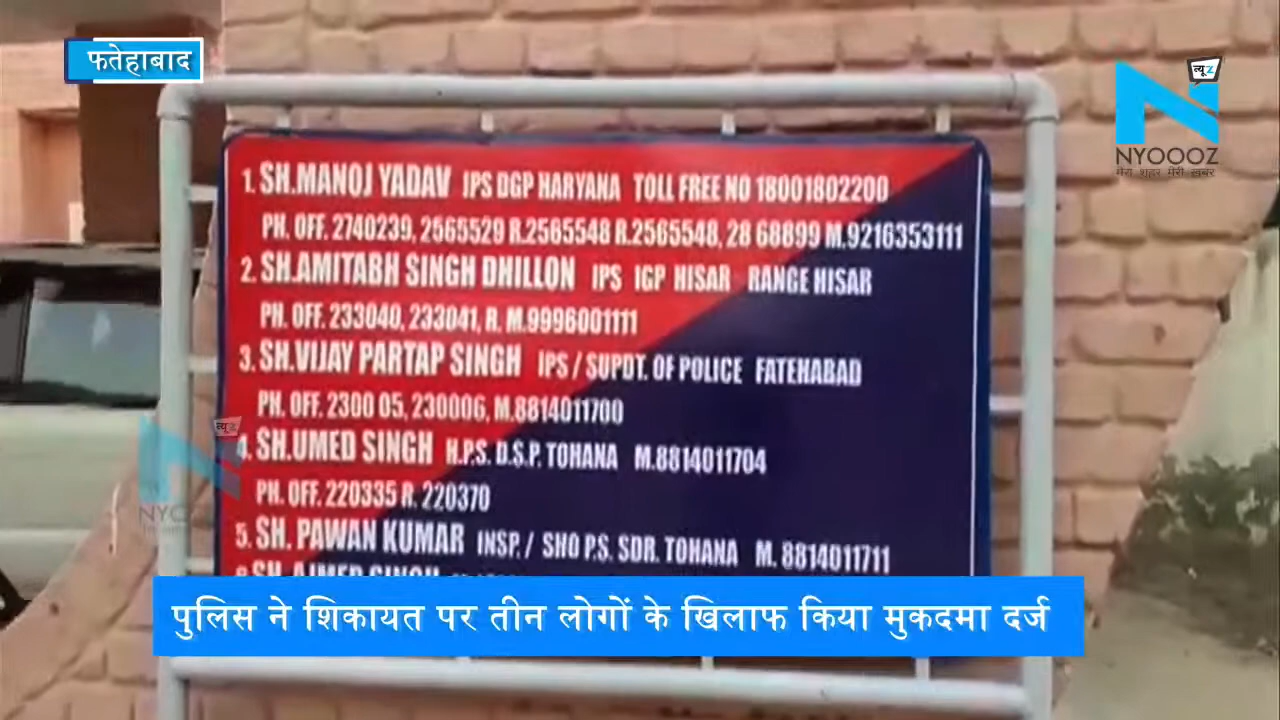 फतेहाबाद
न्यूz
NYOOOZ
मेरा शहर मेरी ख़बर
1. SH.MANOJ YADAV IPS DGP HARYANA TOLL FREE NO 18001802200
PH. OFF. 2740239, 2565529 R.2565548 R.2565548, 28 68899 M.9216353111
2. SH.AMITABH SINGH DHILLON IPS IGP HISAR RANGE HISAR
PH. OFF. 233040, 233041, R. M.9996001111
3. SH.VIJAY PARTAP SINGH IPS / SUPDT. OF POLICE FATEHABAD
PH. OFF. 2300 05, 230006, M.8814011700
4. SH.UMED SINGH H.P.S. D.S.P. TOHANA M.8814011704
PH. OFF. 220335 R. 220370
5. SH. PAWAN KUMAR INSP. / SHO P.S. SDR. TOHANA M. 8814011711
न्यूz
NYOOZ
पुलिस ने शिकायत पर तीन लोगों के खिलाफ किया मुकदमा दर्ज